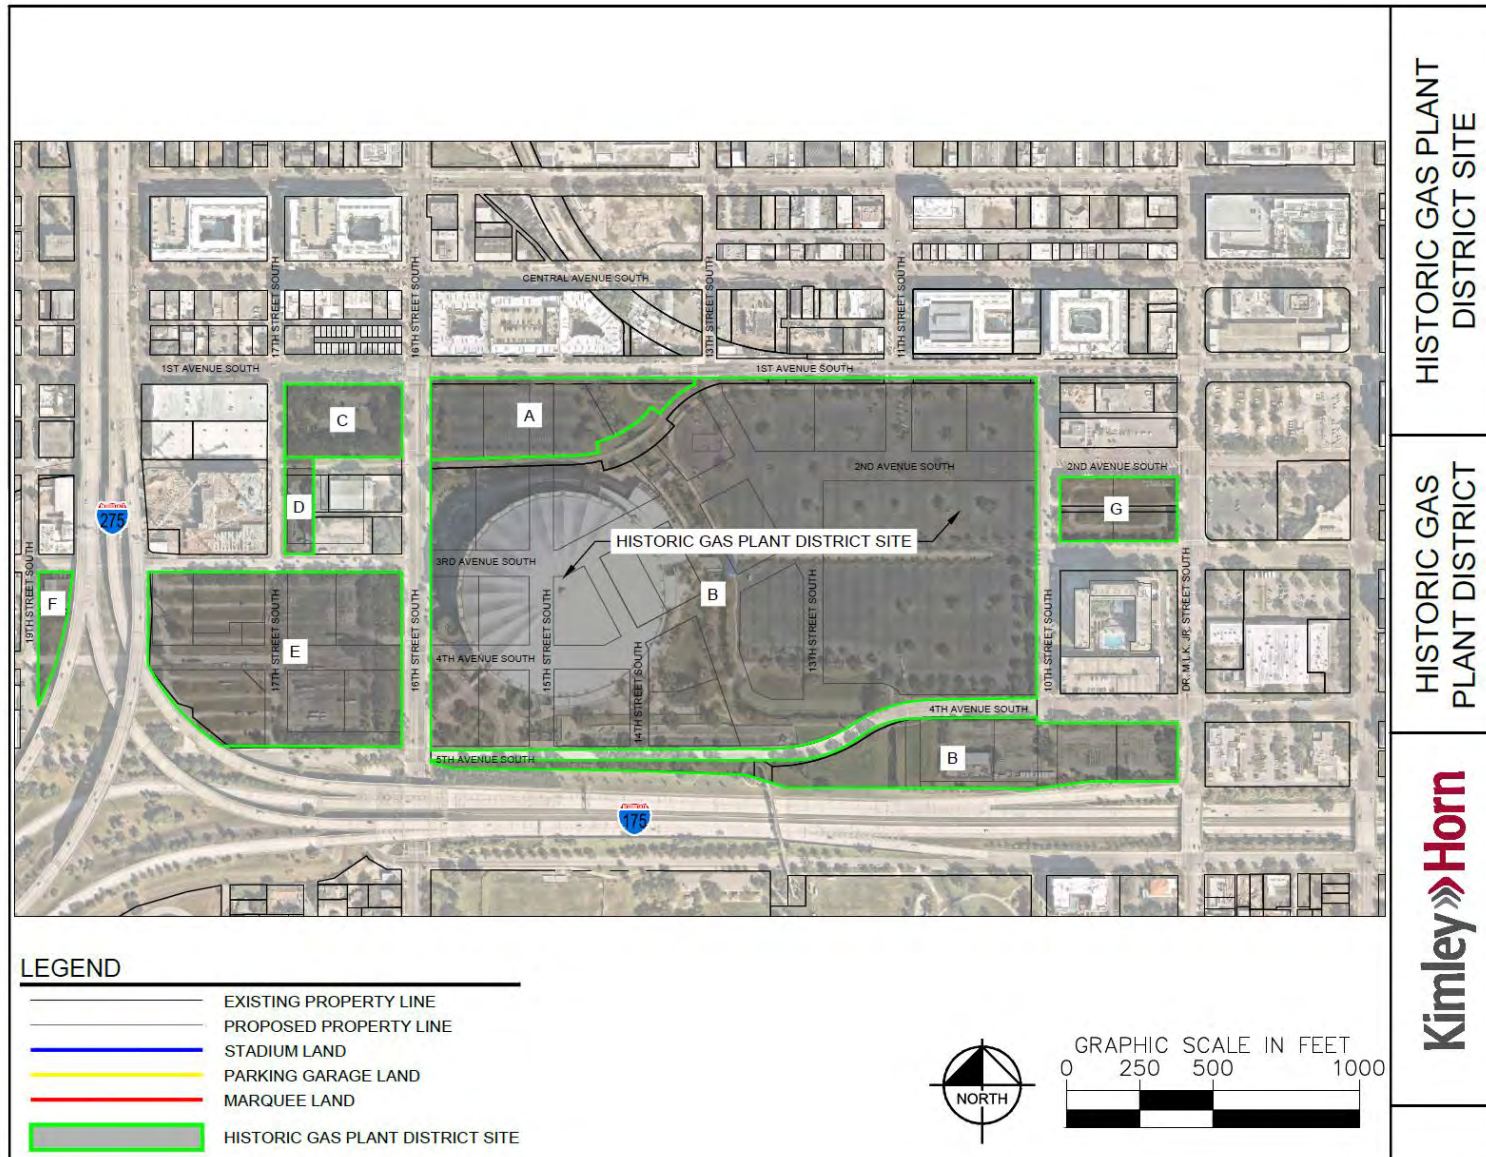 HISTORIC GAS PLANT
DISTRICT SITE
HISTORIC GAS
PLANT DISTRICT
Kimley»Horn
CENTRAL AVENUE SOUTH
17TH STREET SOUTH
16TH STREET SOUTH
13TH STREET SOUTH
11TH STREET SOUTH
1ST AVENUE SOUTH
1ST AVENUE SOUTH
C
A
2ND AVENUE SOUTH
2ND AVENUE SOUTH
D
G
275
HISTORIC GAS PLANT DISTRICT SITE
3RD AVENUE SOUTH
19TH STREET SOUTH
F
B
E
17TH STREET SOUTH
16TH STREET SOUTH
15TH STREET SOUTH
14TH STREET SOUTH
13TH STREET SOUTH
10TH STREET SOUTH
DR. M.L.K. JR. STREET SOUTH
4TH AVENUE SOUTH
4TH AVENUE SOUTH
5TH AVENUE SOUTH
B
175
LEGEND
EXISTING PROPERTY LINE
PROPOSED PROPERTY LINE
STADIUM LAND
PARKING GARAGE LAND
MARQUEE LAND
HISTORIC GAS PLANT DISTRICT SITE
NORTH
GRAPHIC SCALE IN FEET
0 250 500 1000